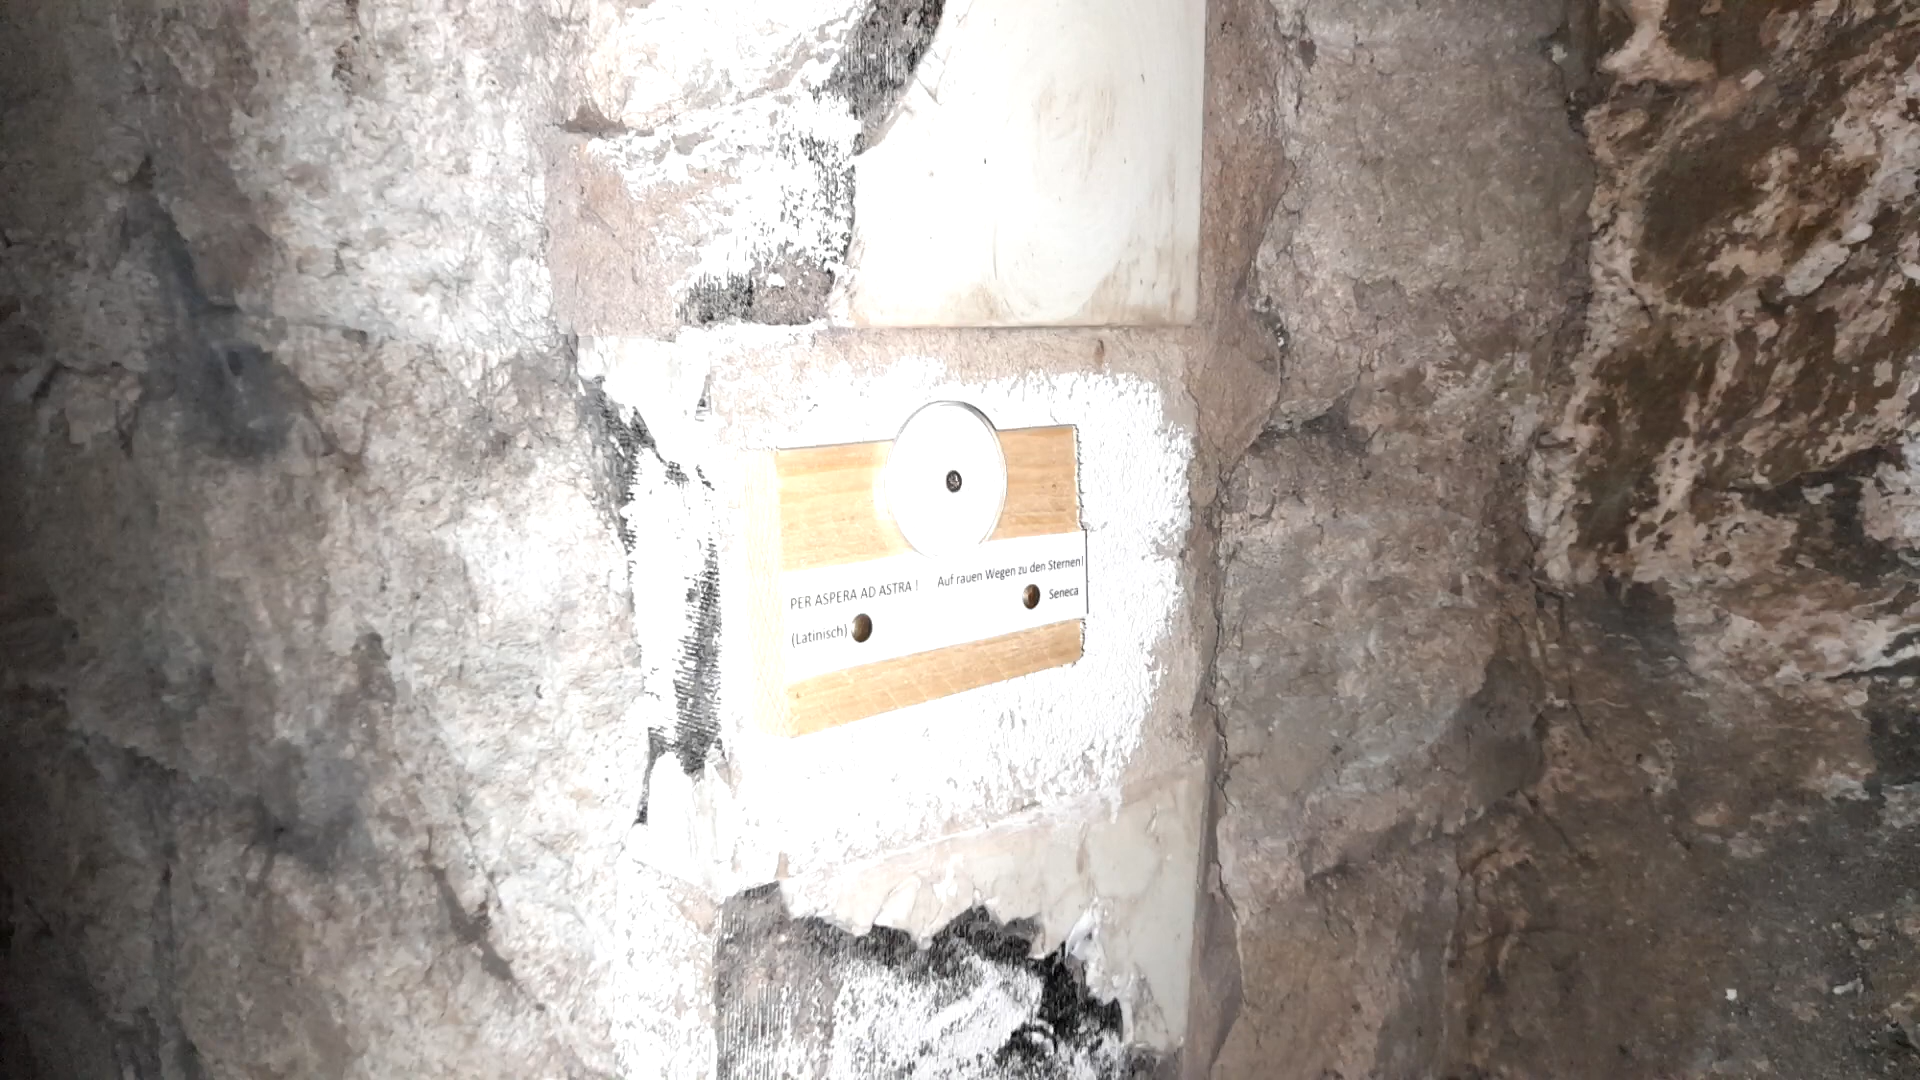 PER ASPERA AD ASTRA ! Auf rauen Wegen zu den Sternen!
(Latinisch) Seneca